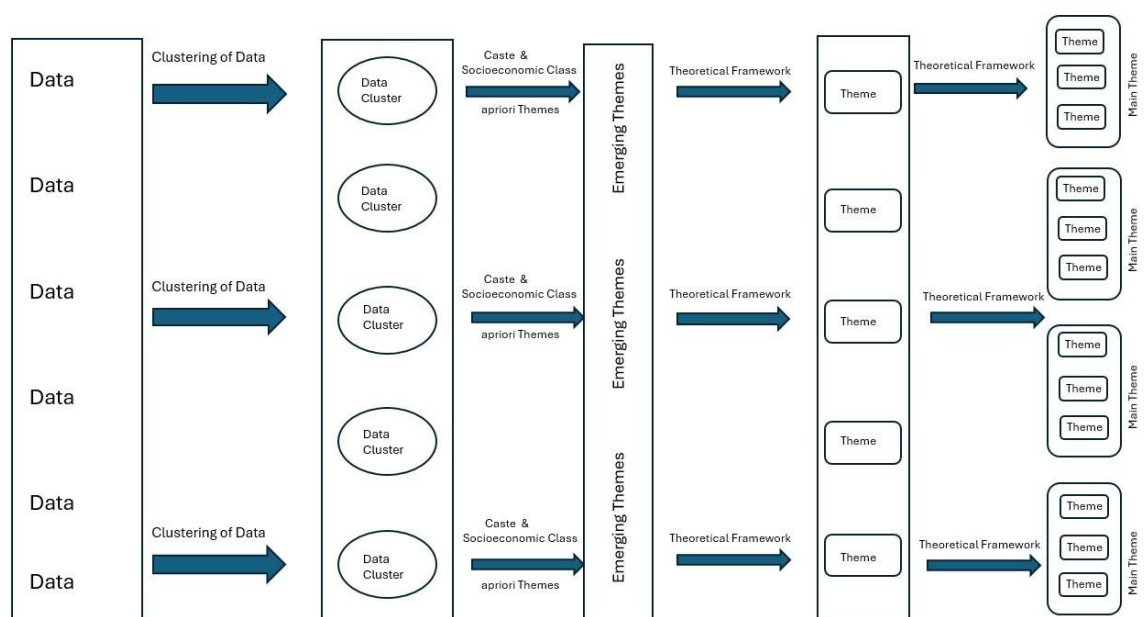 Data
Data
Data
Data
Data
Data
Clustering of Data
Clustering of Data
Clustering of Data
Data
Cluster
Data
Cluster
Data
Cluster
Data
Cluster
Data
Cluster
Caste &
Socioeconomic Class
apriori Themes
Caste &
Socioeconomic Class
apriori Themes
Caste &
Socioeconomic Class
apriori Themes
Emerging Themes
Emerging Themes
Emerging Themes
Theoretical Framework
Theoretical Framework
Theoretical Framework
Theme
Theme
Theme
Theme
Theme
Theoretical Framework
Theoretical Framework
Theoretical Framework
Theme
Theme
Theme
Main Theme
Theme
Theme
Theme
Main Theme
Theme
Theme
Theme
Main Theme
Theme
Theme
Theme
Main Theme